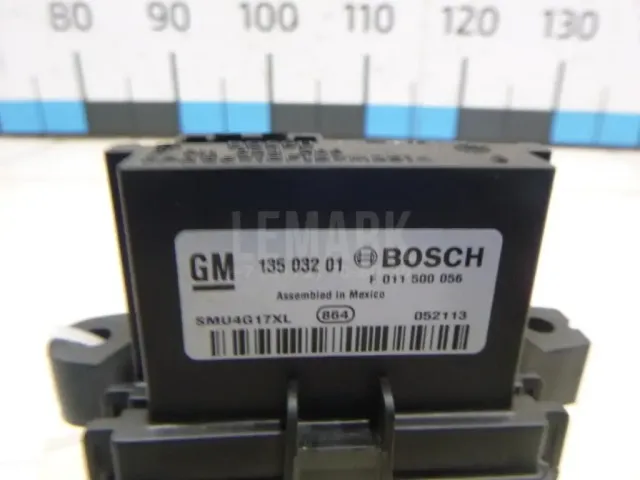 80 90 100 110 120 130
LEMARK
GM 135 032 01 BOSCH
F 011 500 056
Assembled in Mexico
SMU4G17XL 864 052113